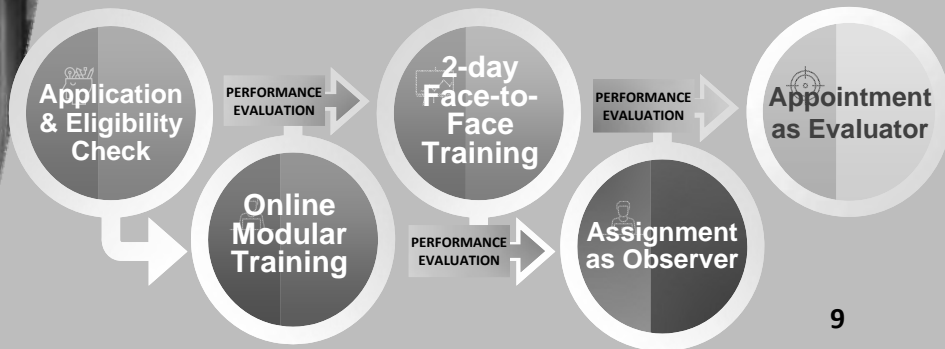 Application
& Eligibility
Check
PERFORMANCE
EVALUATION
Online
Modular
Training
2-day
Face-to-
Face
Training
PERFORMANCE
EVALUATION
PERFORMANCE
EVALUATION
Assignment
as Observer
Appointment
as Evaluator
9